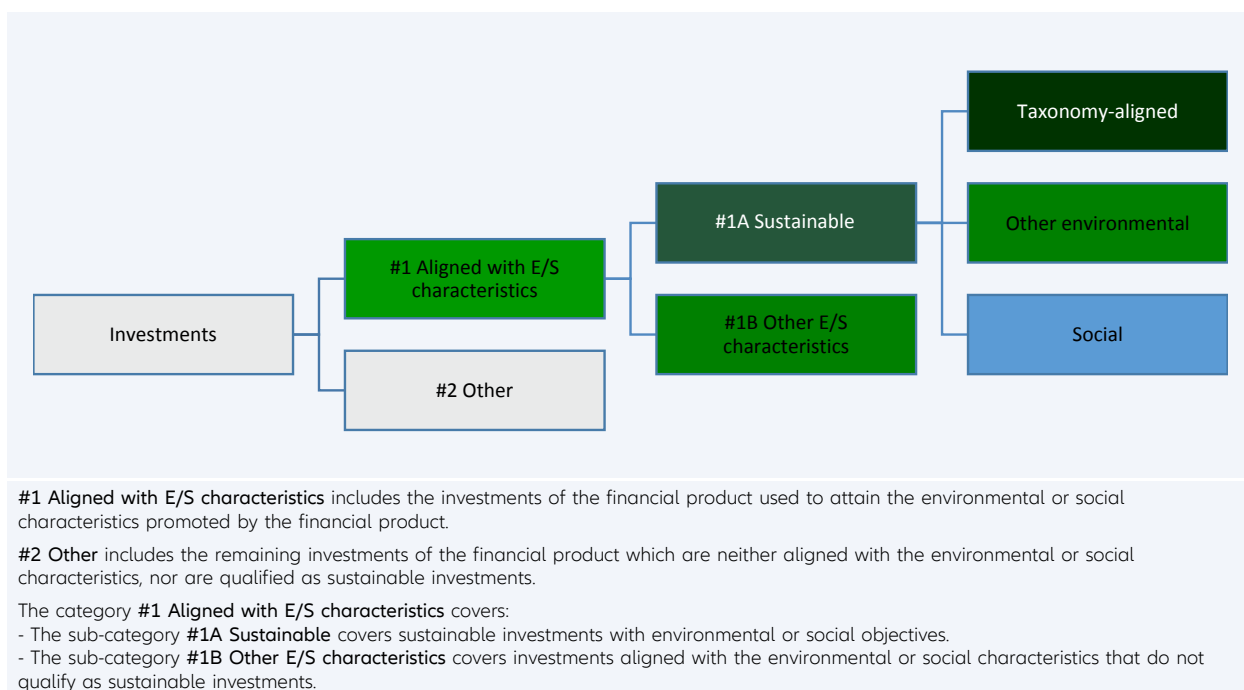 Taxonomy-aligned
#1A Sustainable
Other environmental
#1 Aligned with E/S
characteristics
Investments
#1B Other E/S
characteristics
Social
#2 Other
#1 Aligned with E/S characteristics includes the investments of the financial product used to attain the environmental or social
characteristics promoted by the financial product.
#2 Other includes the remaining investments of the financial product which are neither aligned with the environmental or social
characteristics, nor are qualified as sustainable investments.
The category #1 Aligned with E/S characteristics covers:
- The sub-category #1A Sustainable covers sustainable investments with environmental or social objectives.
- The sub-category #1B Other E/S characteristics covers investments aligned with the environmental or social characteristics that do not
qualify as sustainable investments.